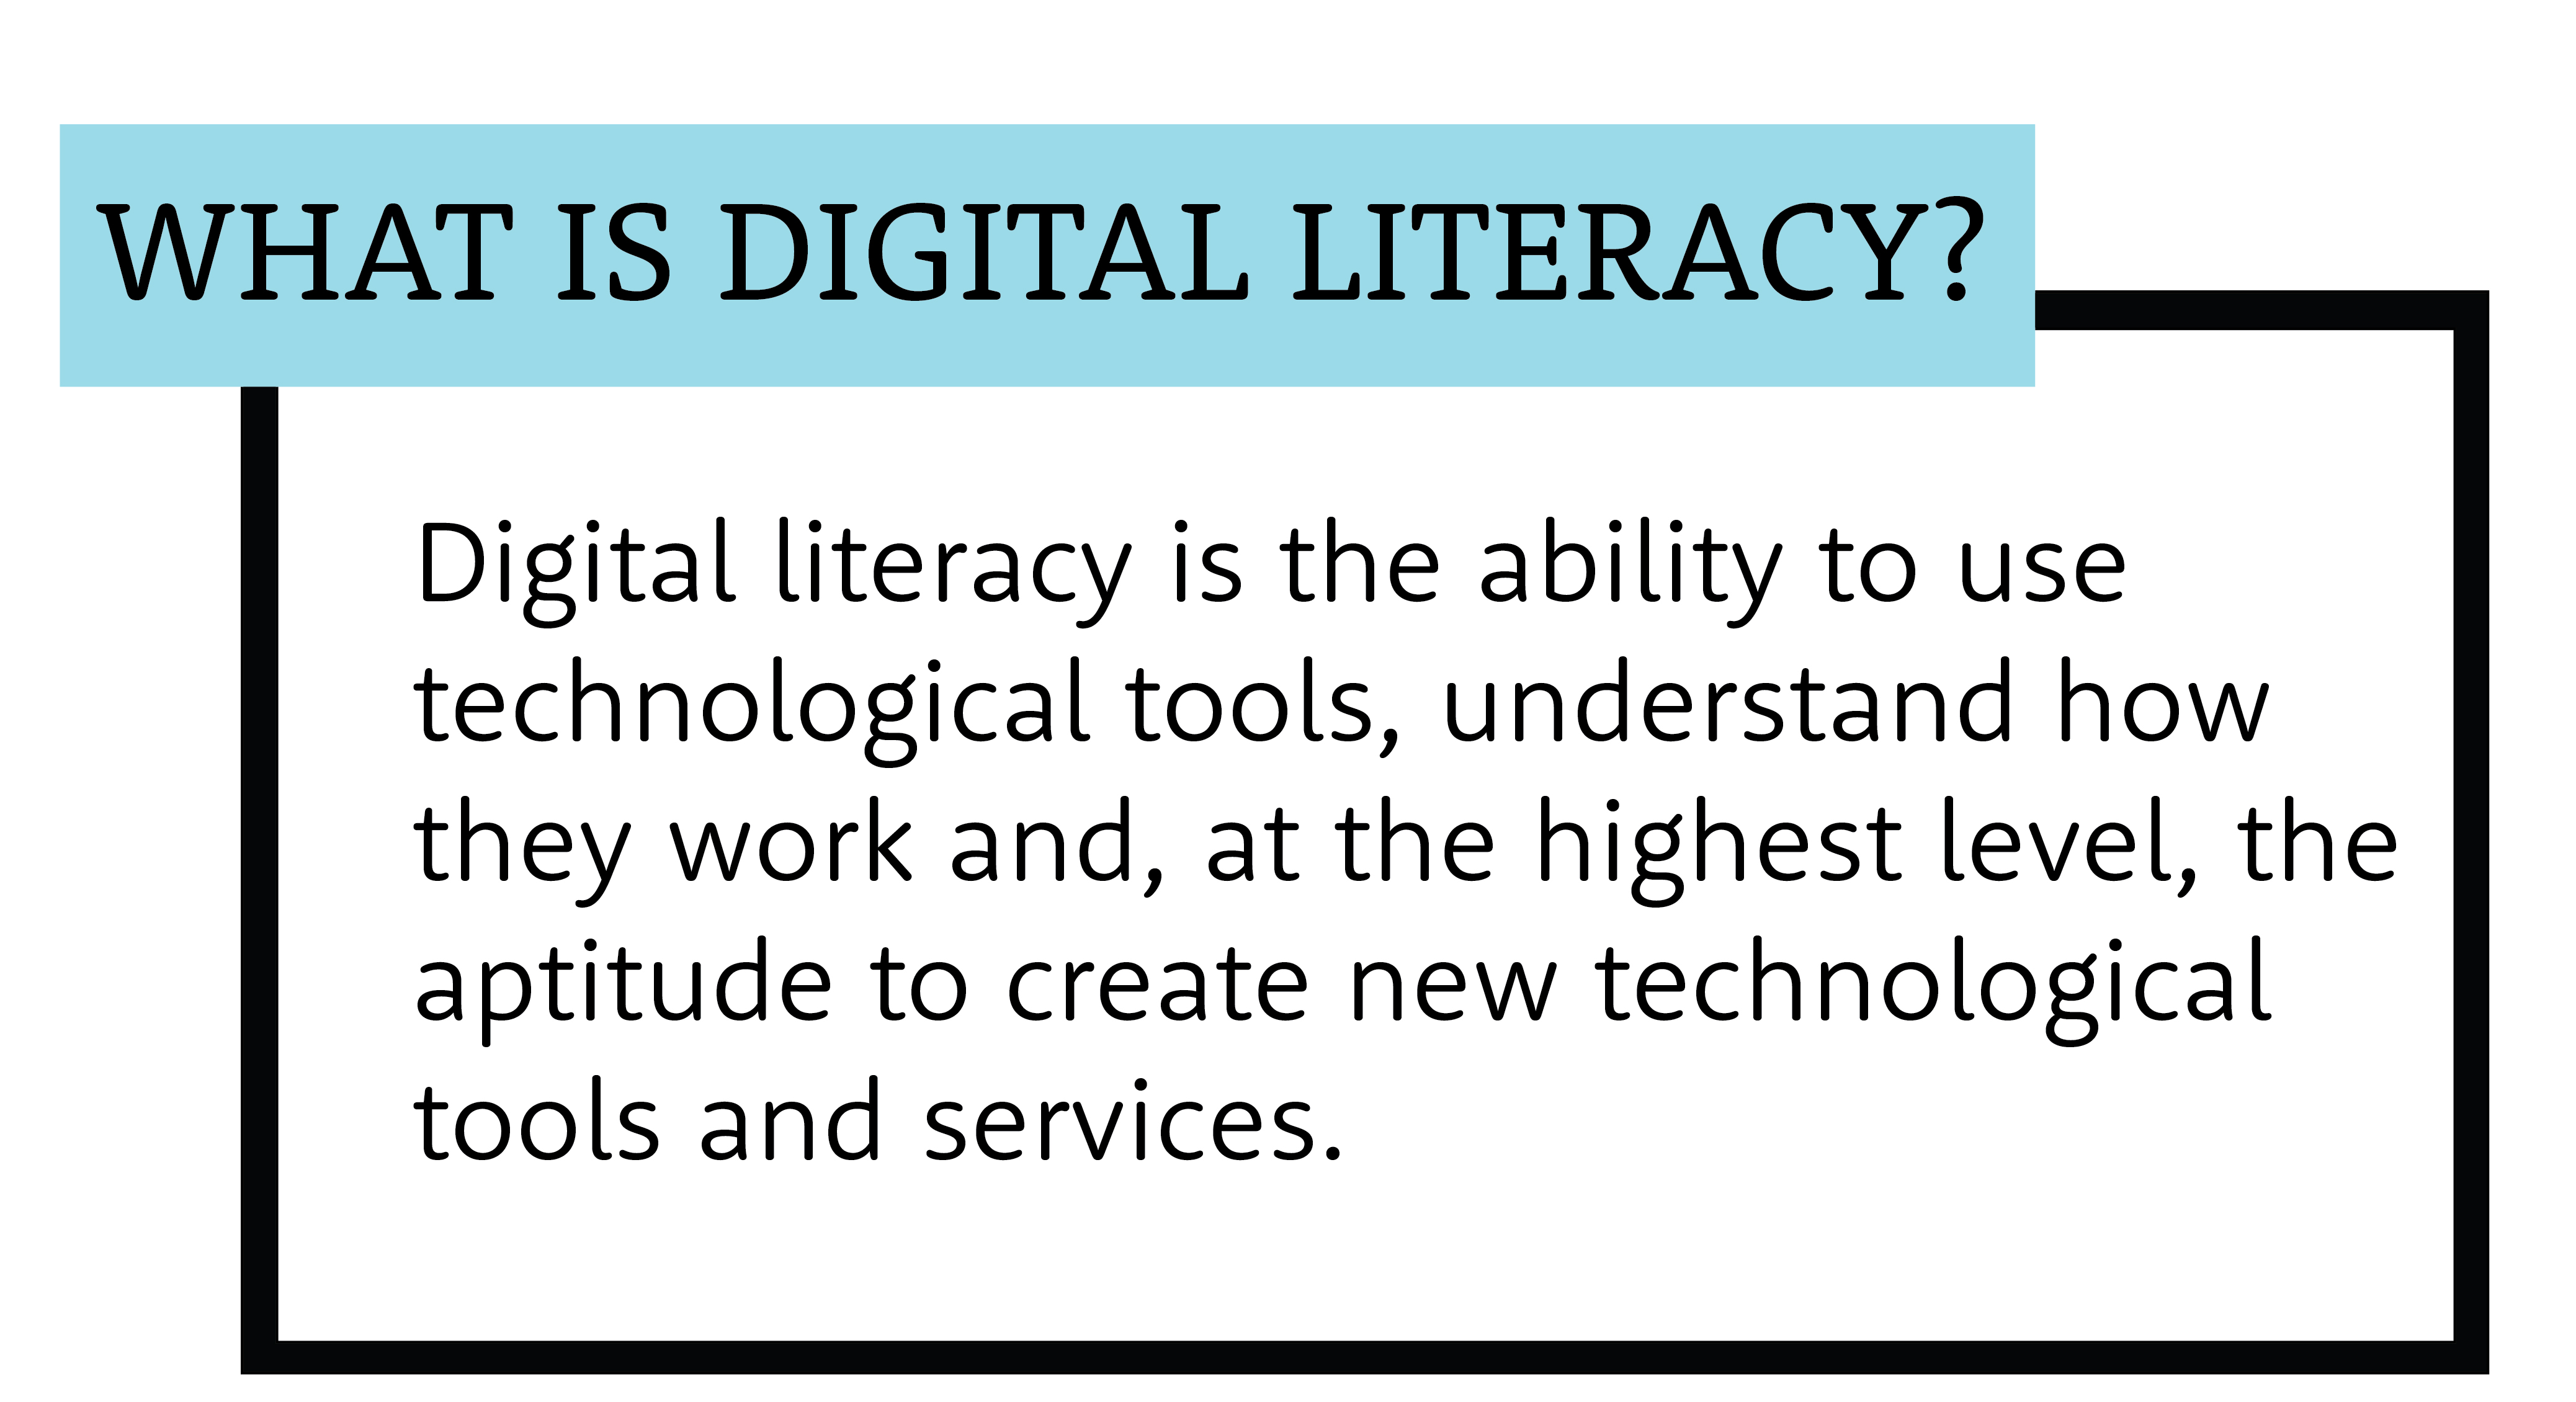 WHAT IS DIGITAL LITERACY?
Digital literacy is the ability to use
technological tools, understand how
they work and, at the highest level, the
aptitude to create new technological
tools and services.